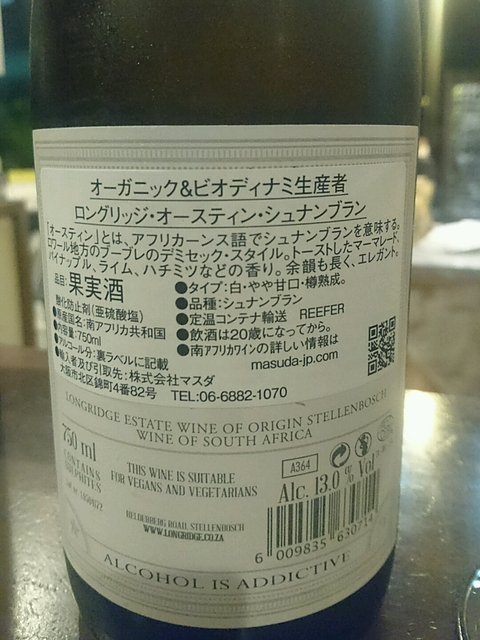 オーガニック&ビオディナミ生産者
ロングリッジ・オースティン・シュナンブラン
「オースティン」とは、アフリカーンス語でシュナンブランを意味する。
ロワール地方のブーブレのデミセック・スタイル。トーストしたマーマレード、
パイナップル、ライム、ハチミツなどの香り。余韻も長く、エレガント。
品目:果実酒
酸化防止剤(亜硫酸塩)
●原産国名:南アフリカ共和国
●内容量:750ml
●アルコール分:裏ラベルに記載
●輸入者及び引取先:株式会社マスダ
大阪市北区錦町4番82号 TEL:06-6882-1070
●タイプ:白・やや甘口・樽熟成。
●品種:シュナンブラン
●定温コンテナ輸送 REEFER
●飲酒は20歳になってから。
●南アフリカワインの詳しい情報は
masuda-jp.com
LONGRIDGE ESTATE WINE OF ORIGIN STELLENBOSCH
WINE OF SOUTH AFRICA
750 ml
CONTAINS
SULPHITES
THIS WINE IS SUITABLE
FOR VEGANS AND VEGETARIANS
HELDERBERG ROAD, STELLENBOSCH
WWW.LONGRIDGE.CO.ZA
A364
Alc. 13.0 % Vol
6 009835 630714
ALCOHOL IS ADDICTIVE